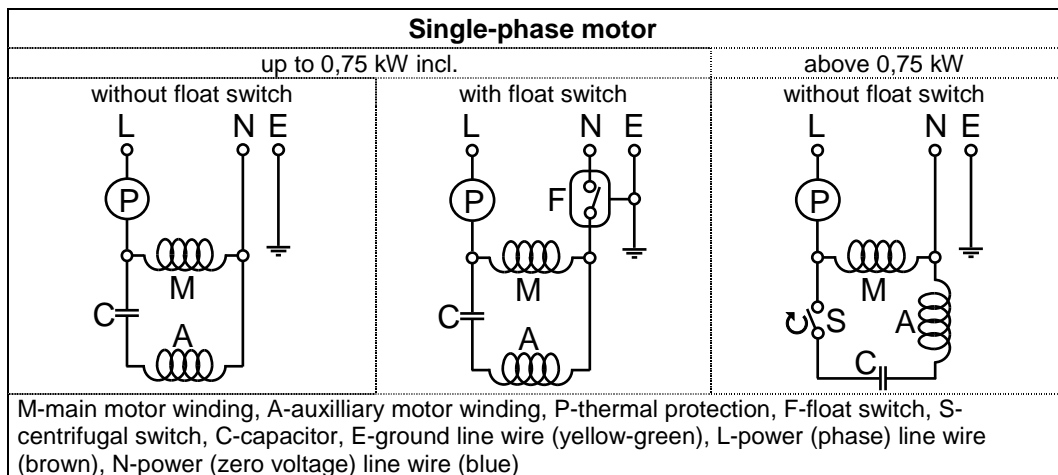 Single-phase motor
up to 0,75 kW incl.
above 0,75 kW
without float switch
with float switch
without float switch
L N E
L N E
L N E
P
P
P
F
M
M
M
C
C
S
A
A
A
C
M-main motor winding, A-auxilliary motor winding, P-thermal protection, F-float switch, S-
centrifugal switch, C-capacitor, E-ground line wire (yellow-green), L-power (phase) line wire
(brown), N-power (zero voltage) line wire (blue)